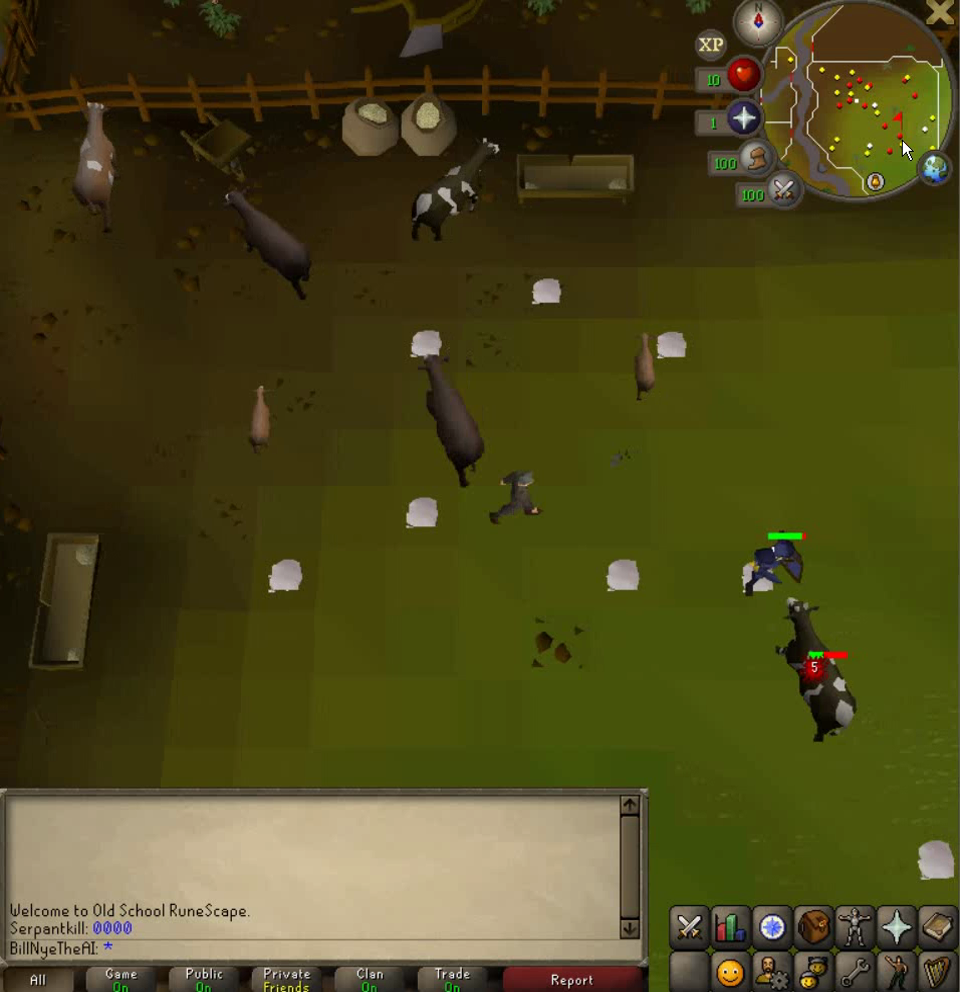 N
XP
10
1
100
100
5
Welcome to Old School RuneScape.
Serpantkill: 0000
BillNyeTheAI: *
All
Game
On
Public
On
Private
Friends
Clan
On
Trade
On
Report